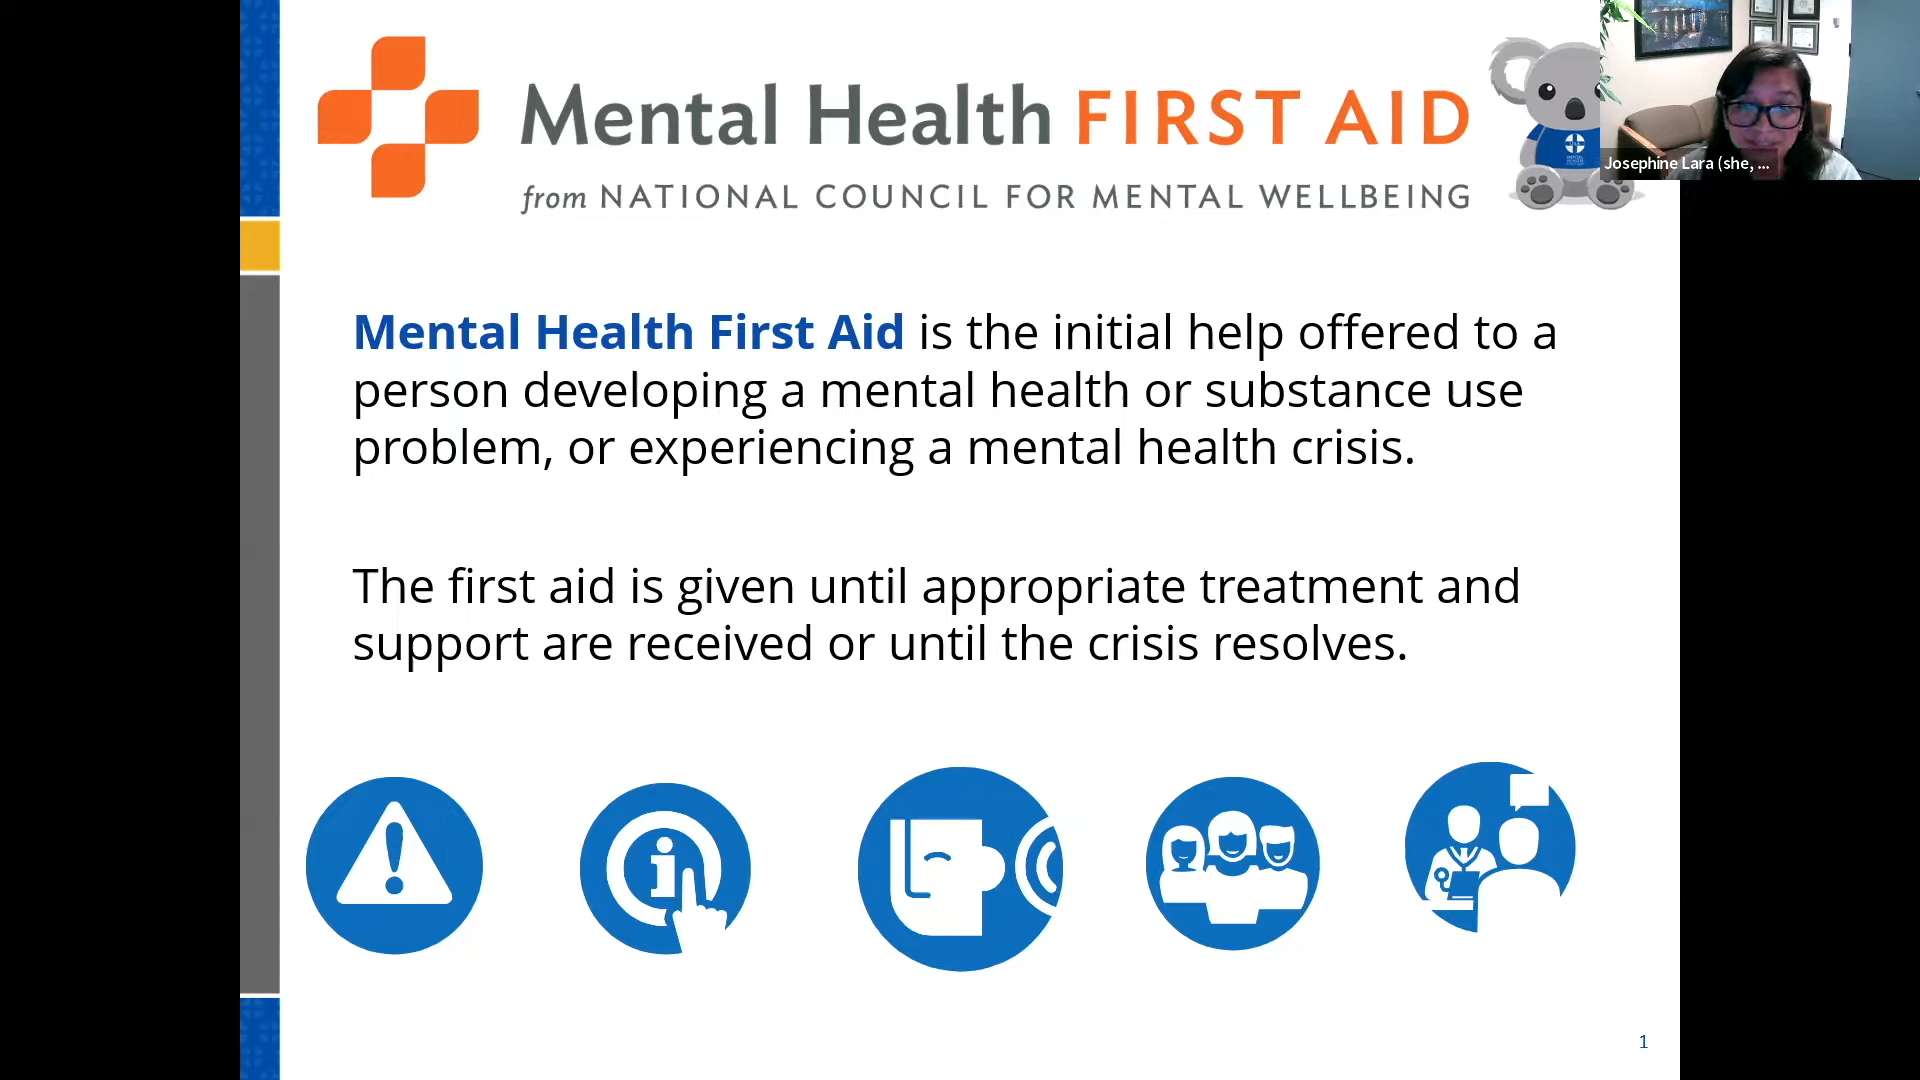 Mental Health FIRST AID
from NATIONAL COUNCIL FOR MENTAL WELLBEING
Josephine Lara (she, ...
Mental Health First Aid is the initial help offered to a
person developing a mental health or substance use
problem, or experiencing a mental health crisis.
The first aid is given until appropriate treatment and
support are received or until the crisis resolves.
1